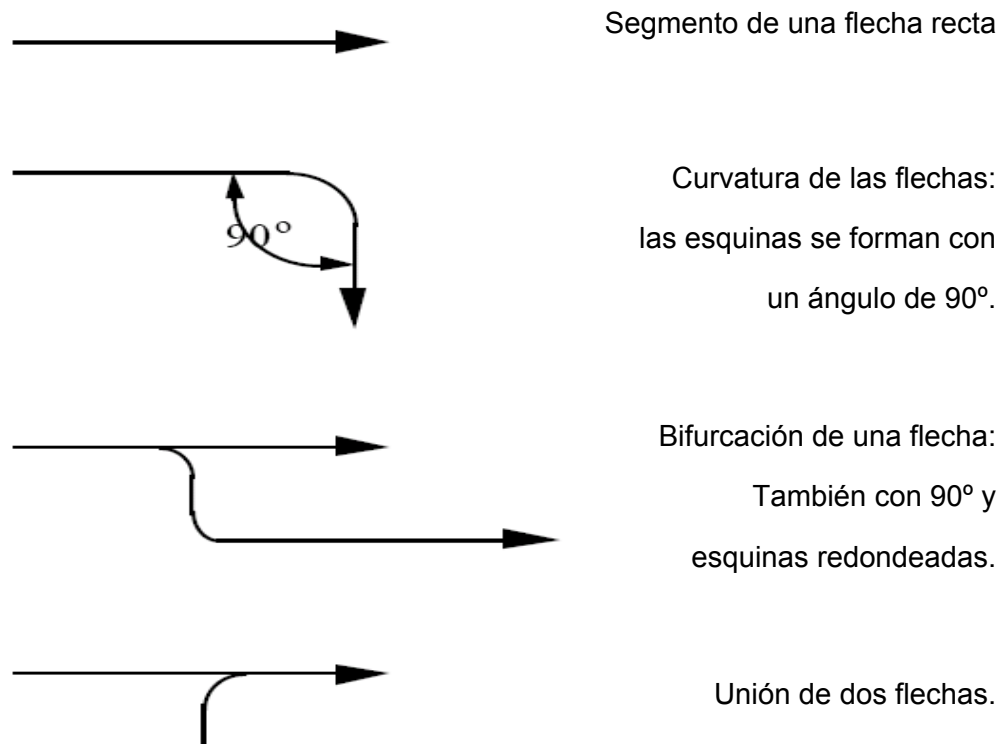 Segmento de una flecha recta
Curvatura de las flechas:
90°
las esquinas se forman con
un ángulo de 90º.
Bifurcación de una flecha:
También con 90º y
esquinas redondeadas.
Unión de dos flechas.